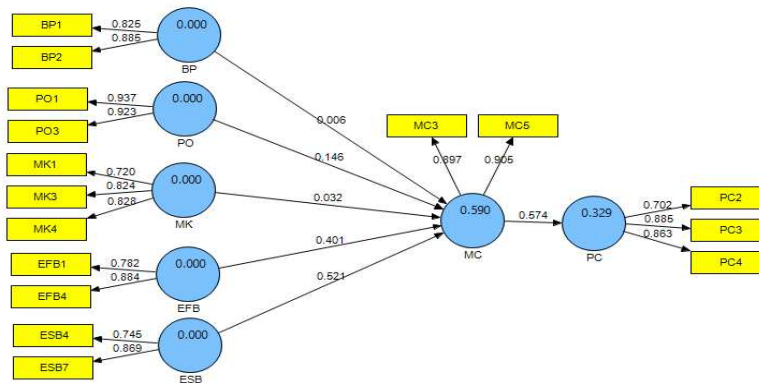 BP1
0.825
0.000
BP2
0.885
BP
PO1
0.937
0.000
PO3
0.923
PO
MK1
0.720
0.000
MK3
0.824
MK4
0.828
MK
EFB1
0.782
0.000
EFB4
0.884
EFB
ESB4
0.745
0.000
ESB7
0.869
ESB
0.006
0.146
0.032
0.401
0.521
MC3
MC5
0.897
0.905
0.590
MC
0.574
0.329
PC
0.702
PC2
0.885
PC3
0.863
PC4